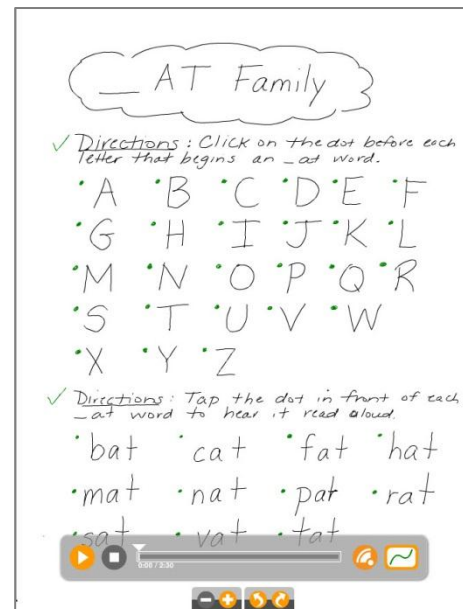 _ AT Family
✓ Directions: Click on the dot before each
letter that begins an _at word.
A B C D E F
G H I J K L
M N O P Q R
S T U V W
X Y Z
✓ Directions: Tap the dot in front of each
_at word to hear it read aloud.
bat cat fat hat
mat nat pat rat
sat vat tat
0:00 / 2:30